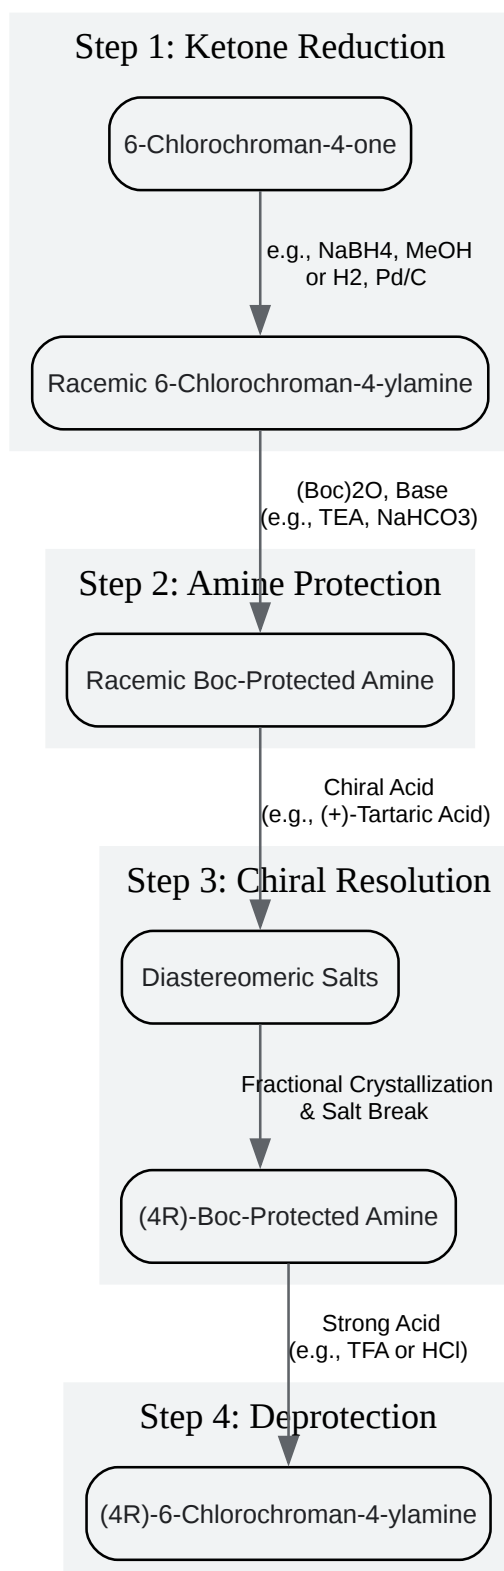 Step 1: Ketone Reduction
6-Chlorochroman-4-one
e.g., NaBH4, MeOH
or H2, Pd/C
Racemic 6-Chlorochroman-4-ylamine
(Boc)2O, Base
(e.g., TEA, NaHCO3)
Step 2: Amine Protection
Racemic Boc-Protected Amine
Chiral Acid
(e.g., (+)-Tartaric Acid)
Step 3: Chiral Resolution
Diastereomeric Salts
Fractional Crystallization
& Salt Break
(4R)-Boc-Protected Amine
Strong Acid
(e.g., TFA or HCl)
Step 4: Deprotection
(4R)-6-Chlorochroman-4-ylamine